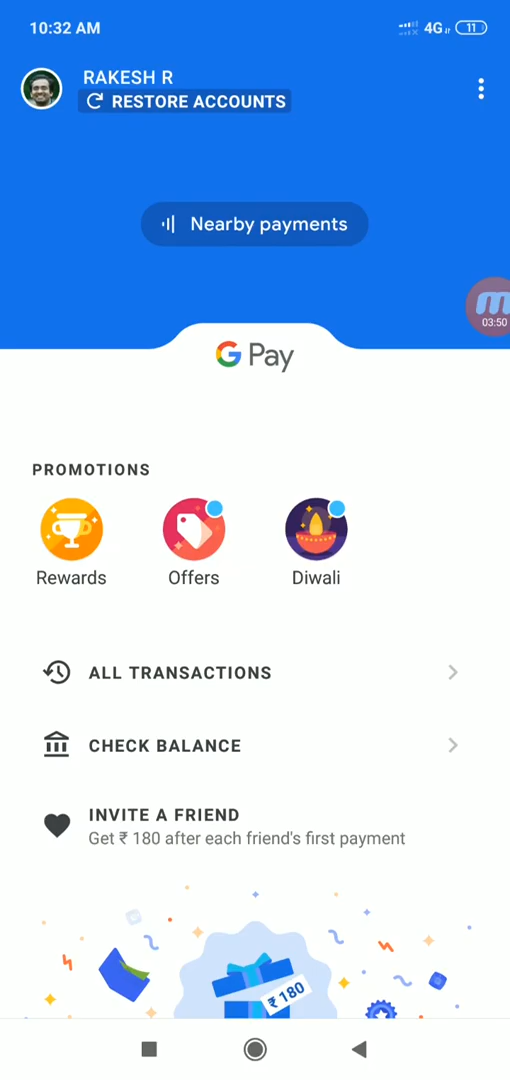 10:32 AM
4G
11
RAKESH R
RESTORE ACCOUNTS
Nearby payments
03:50
G Pay
PROMOTIONS
Rewards
Offers
Diwali
ALL TRANSACTIONS
CHECK BALANCE
INVITE A FRIEND
Get ₹ 180 after each friend's first payment
₹ 180